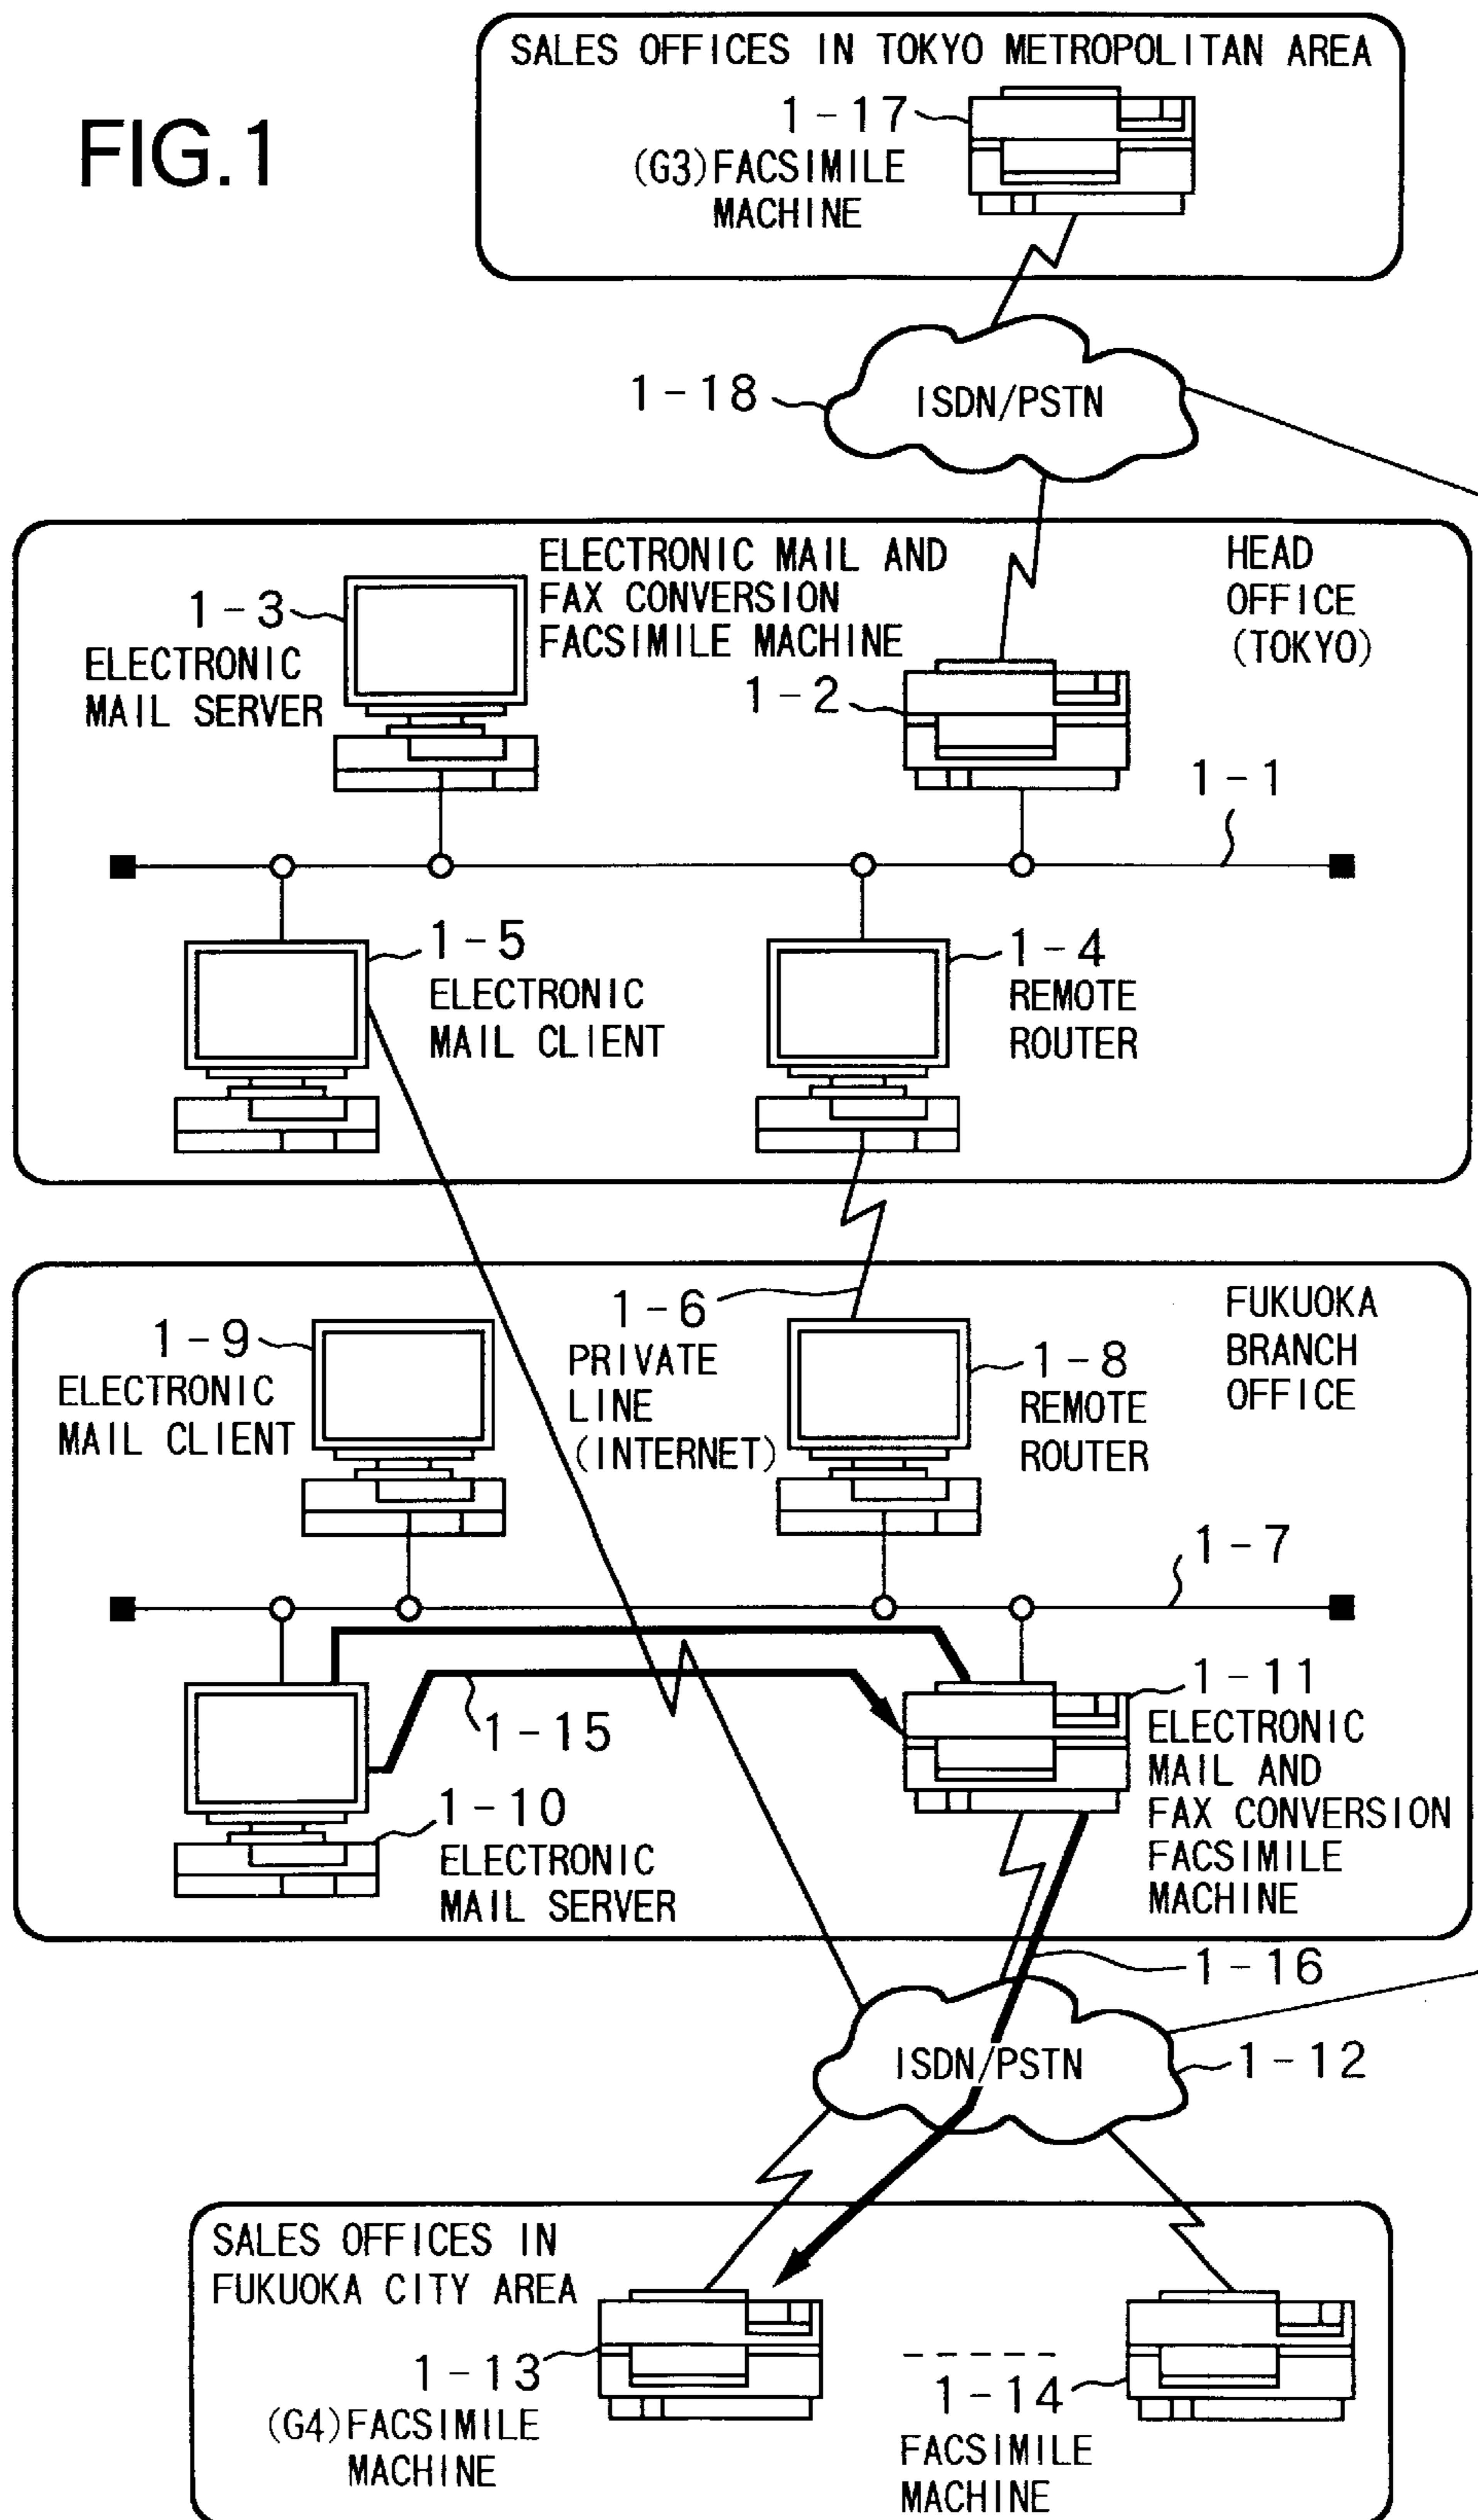 FIG.1
SALES OFFICES IN TOKYO METROPOLITAN AREA
1-17
(G3)FACSIMILE
MACHINE
1-18
ISDN/PSTN
ELECTRONIC MAIL AND
FAX CONVERSION
FACSIMILE MACHINE
HEAD
OFFICE
(TOKYO)
1-3
ELECTRONIC
MAIL SERVER
1-2
1-1
1-5
ELECTRONIC
MAIL CLIENT
1-4
REMOTE
ROUTER
1-9
ELECTRONIC
MAIL CLIENT
1-6
PRIVATE
LINE
(INTERNET)
1-8
REMOTE
ROUTER
FUKUOKA
BRANCH
OFFICE
1-7
1-15
1-10
ELECTRONIC
MAIL SERVER
1-11
ELECTRONIC
MAIL AND
FAX CONVERSION
FACSIMILE
MACHINE
1-16
ISDN/PSTN
1-12
SALES OFFICES IN
FUKUOKA CITY AREA
1-13
(G4)FACSIMILE
MACHINE
1-14
FACSIMILE
MACHINE